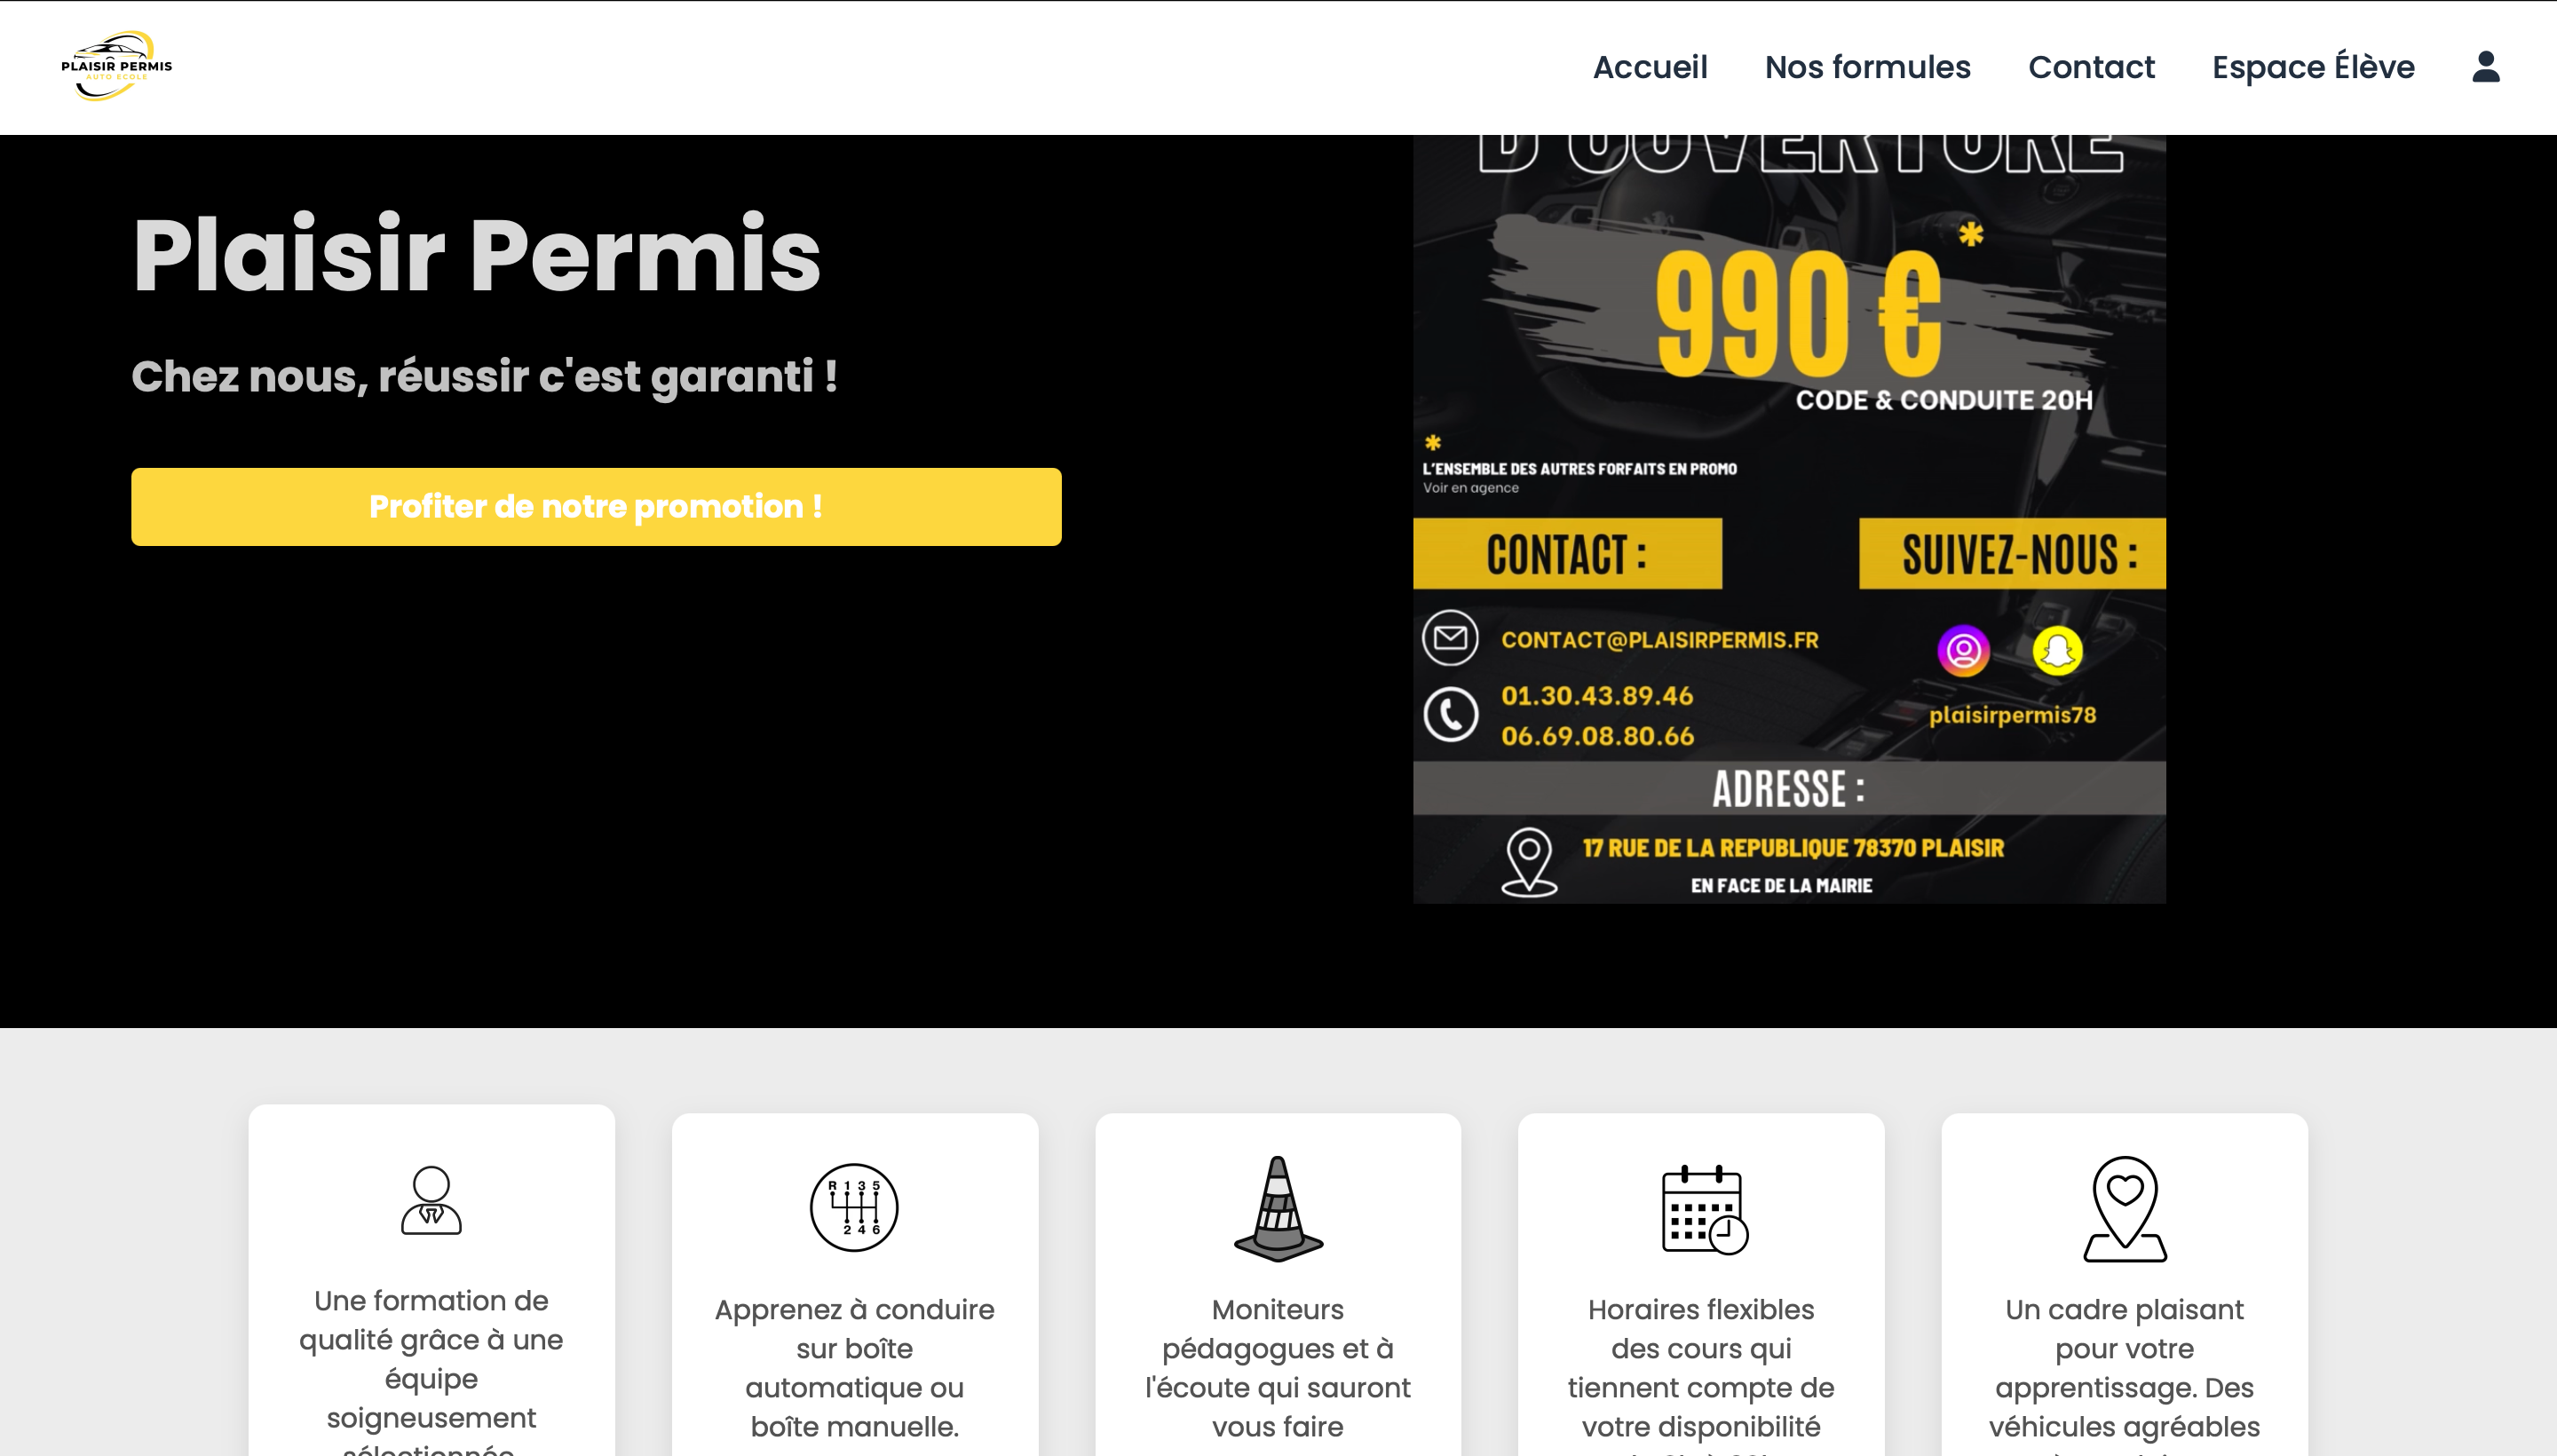 PLAISIR PERMIS
AUTO ECOLE
Accueil
Nos formules
Contact
Espace Élève
D'OUVERTURE
Plaisir Permis
Chez nous, réussir c'est garanti !
Profiter de notre promotion !
990 €*
CODE & CONDUITE 20H
*
L'ENSEMBLE DES AUTRES FORFAITS EN PROMO
Voir en agence
CONTACT :
SUIVEZ-NOUS :
CONTACT@PLAISIRPERMIS.FR
01.30.43.89.46
06.69.08.80.66
plaisirpermis78
ADRESSE :
17 RUE DE LA REPUBLIQUE 78370 PLAISIR
EN FACE DE LA MAIRIE
Une formation de
qualité grâce à une
équipe
soigneusement
sélectionnée
R 1 3 5
2 4 6
Apprenez à conduire
sur boîte
automatique ou
boîte manuelle.
Moniteurs
pédagogues et à
l'écoute qui sauront
vous faire
Horaires flexibles
des cours qui
tiennent compte de
votre disponibilité
Un cadre plaisant
pour votre
apprentissage. Des
véhicules agréables